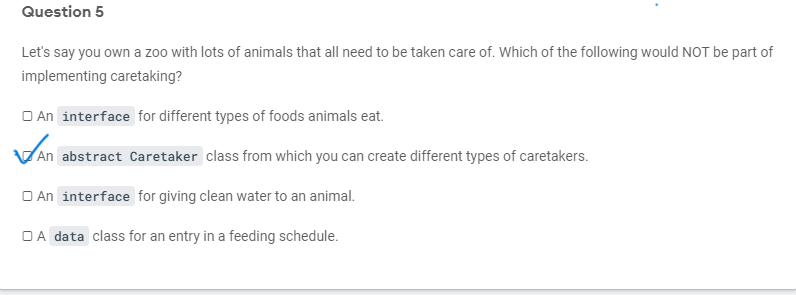 Question 5
Let's say you own a zoo with lots of animals that all need to be taken care of. Which of the following would NOT be part of
implementing caretaking?
An interface for different types of foods animals eat.
An abstract Caretaker class from which you can create different types of caretakers.
An interface for giving clean water to an animal.
A data class for an entry in a feeding schedule.